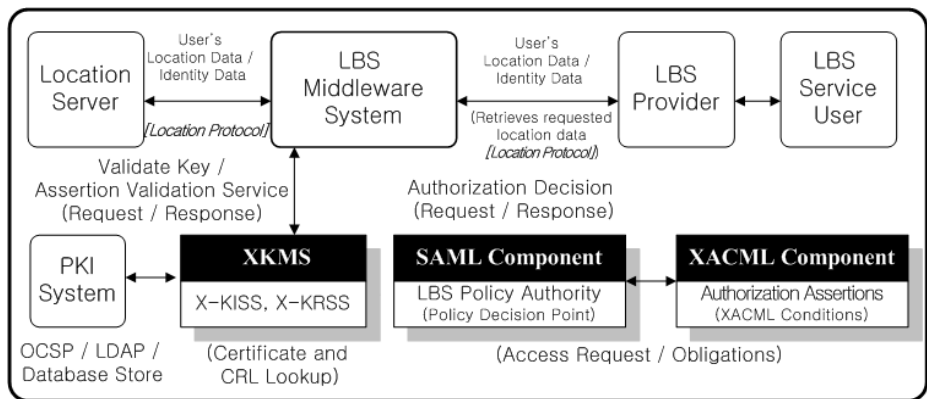 Location
Server
User's
Location Data /
Identity Data
[Location Protocol]
LBS
Middleware
System
User's
Location Data /
Identity Data
(Retrieves requested
location data
[Location Protocol])
LBS
Provider
LBS
Service
User
Validate Key /
Assertion Validation Service
(Request / Response)
Authorization Decision
(Request / Response)
PKI
System
XKMS
X-KISS, X-KRSS
SAML Component
LBS Policy Authority
(Policy Decision Point)
XACML Component
Authorization Assertions
(XACML Conditions)
OCSP / LDAP /
Database Store
(Certificate and
CRL Lookup)
(Access Request / Obligations)